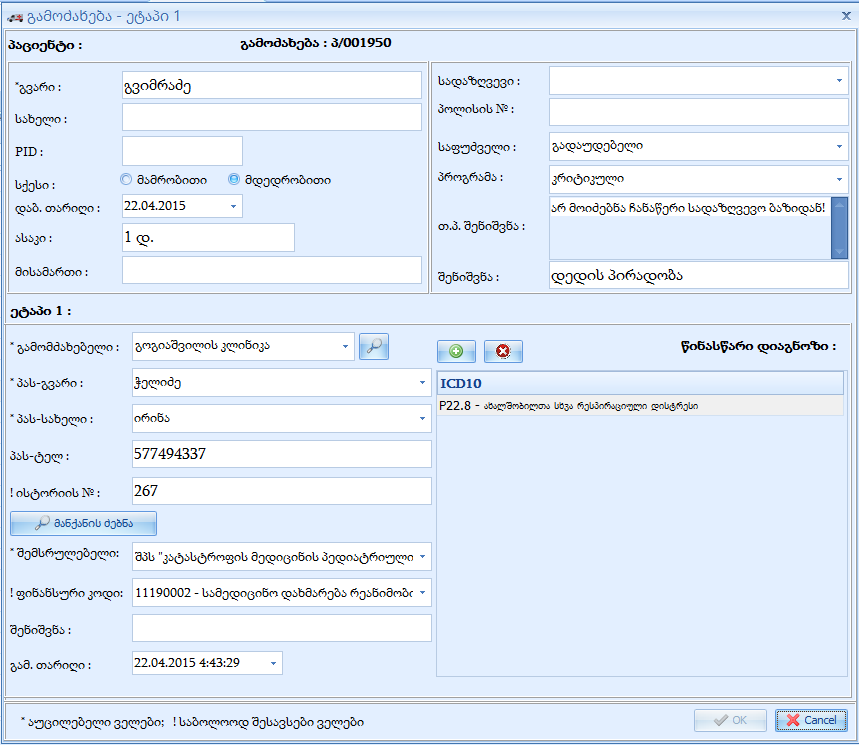 გამოძახება - ეტაპი 1
პაციენტი : გამოძახება : პ/001950
*გვარი : გვიმრაძე
სახელი :
PID :
სქესი : მამრობითი მდედრობითი
დაბ. თარიღი : 22.04.2015
ასაკი : 1 დ.
მისამართი :
სადაზღვევი :
პოლისის № :
საფუძველი : გადაუდებელი
პროგრამა : კრიტიკული
თ.პ. შენიშვნა : არ მოიძებნა ჩანაწერი სადაზღვევო ბაზიდან!
შენიშვნა : დედის პირადობა
ეტაპი 1 :
* გამომძახებელი : გოგიაშვილის კლინიკა
* პას-გვარი : ჭელიძე
* პას-სახელი : ირინა
პას-ტელ : 577494337
! ისტორიის № : 267
მანქანის ძებნა
* შემსრულებელი: შპს "კატასტროფის მედიცინის პედიატრიული
! ფინანსური კოდი: 11190002 - სამედიცინო დახმარება რეანიმობი
შენიშვნა :
გამ. თარიღი : 22.04.2015 4:43:29
წინასწარი დიაგნოზი :
ICD10
P22.8 - ახალშობილთა სხვა რესპირაციული დისტრესი
* აუცილებელი ველები; ! საბოლოოდ შესავსები ველები
OK Cancel